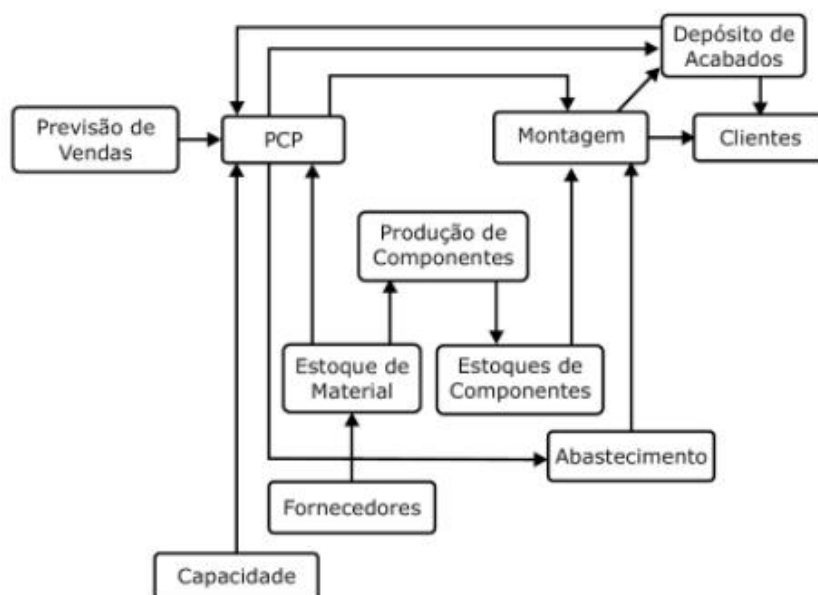 Depósito de
Acabados
Previsão de
Vendas
PCP
Montagem
Clientes
Produção de
Componentes
Estoque de
Material
Estoques de
Componentes
Abastecimento
Fornecedores
Capacidade